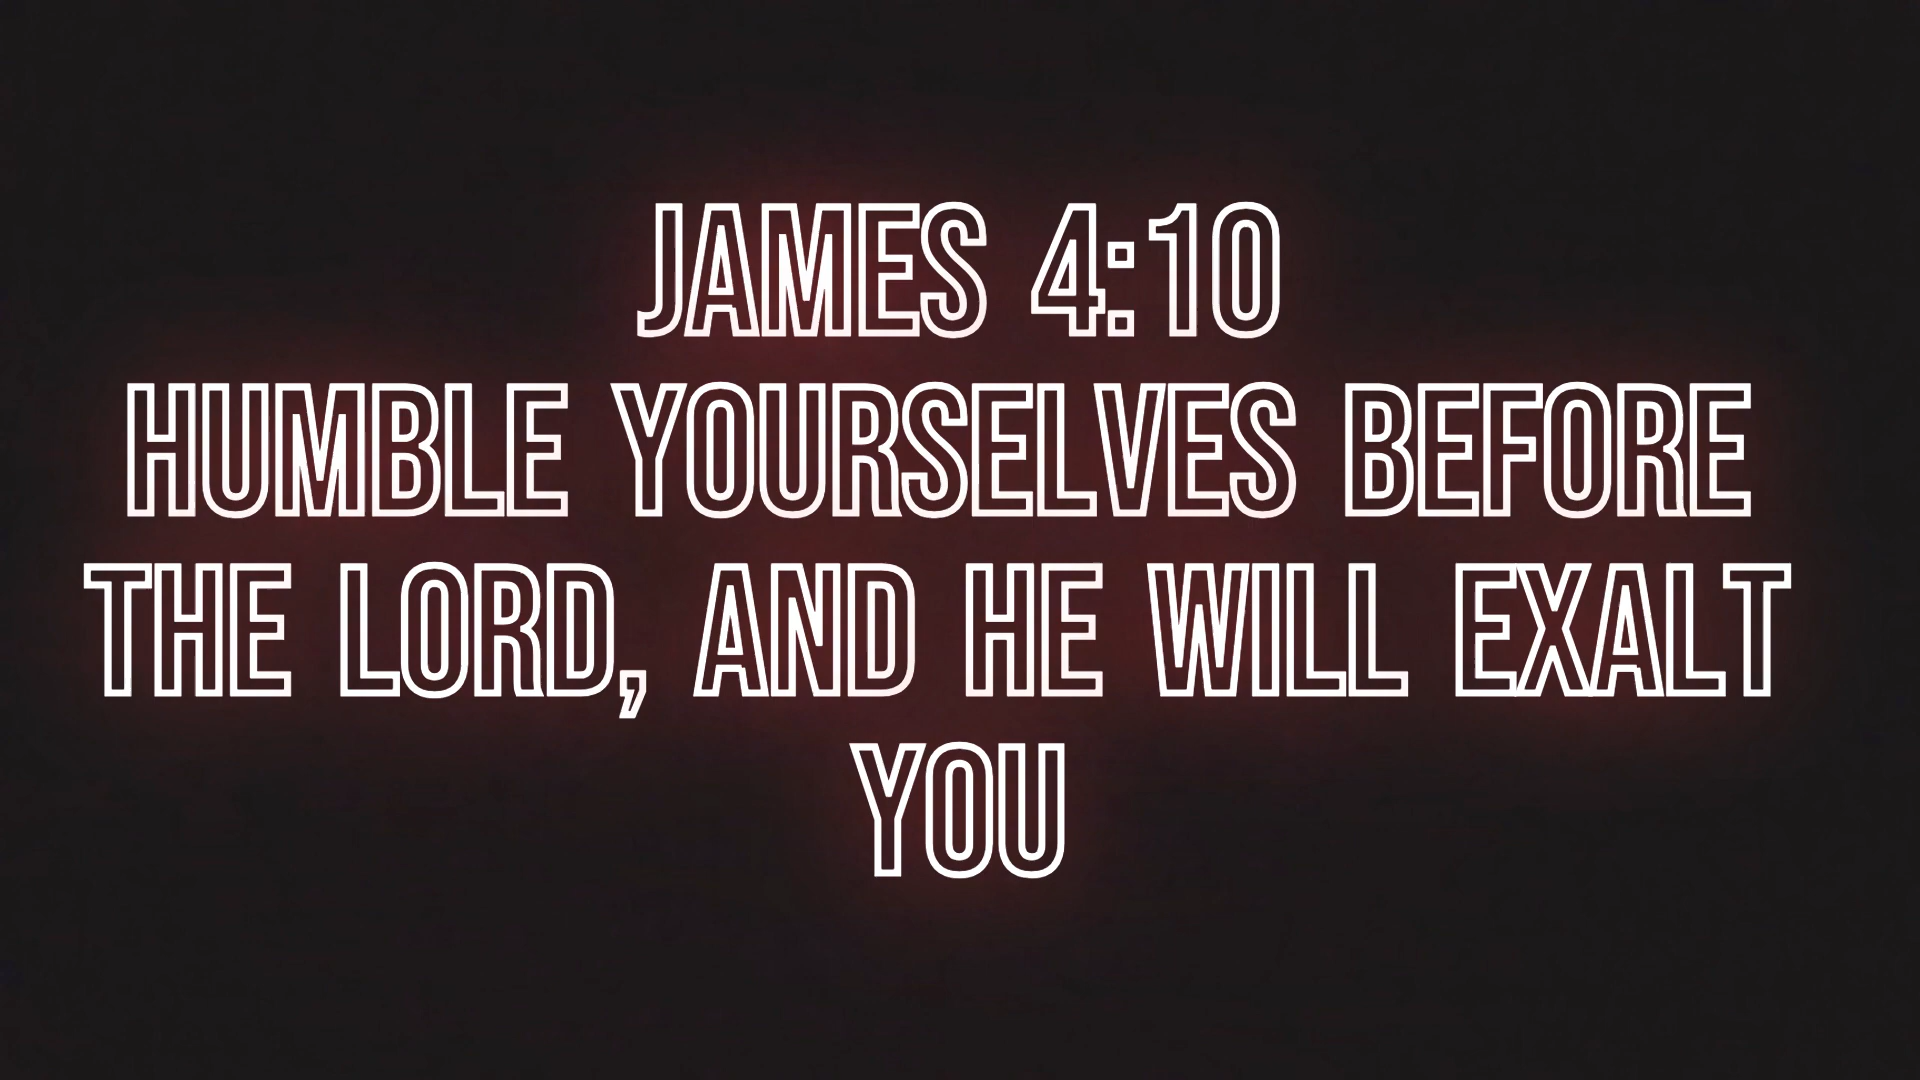 JAMES 4:10
HUMBLE YOURSELVES BEFORE
THE LORD, AND HE WILL EXALT
YOU